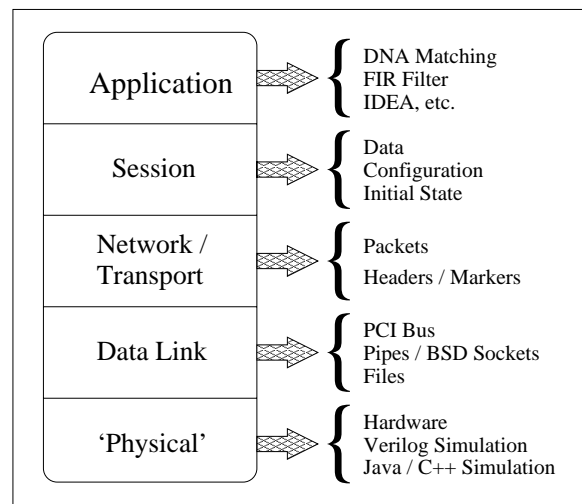 Application
DNA Matching
FIR Filter
IDEA, etc.
Session
Data
Configuration
Initial State
Network /
Transport
Packets
Headers / Markers
Data Link
PCI Bus
Pipes / BSD Sockets
Files
‘Physical’
Hardware
Verilog Simulation
Java / C++ Simulation